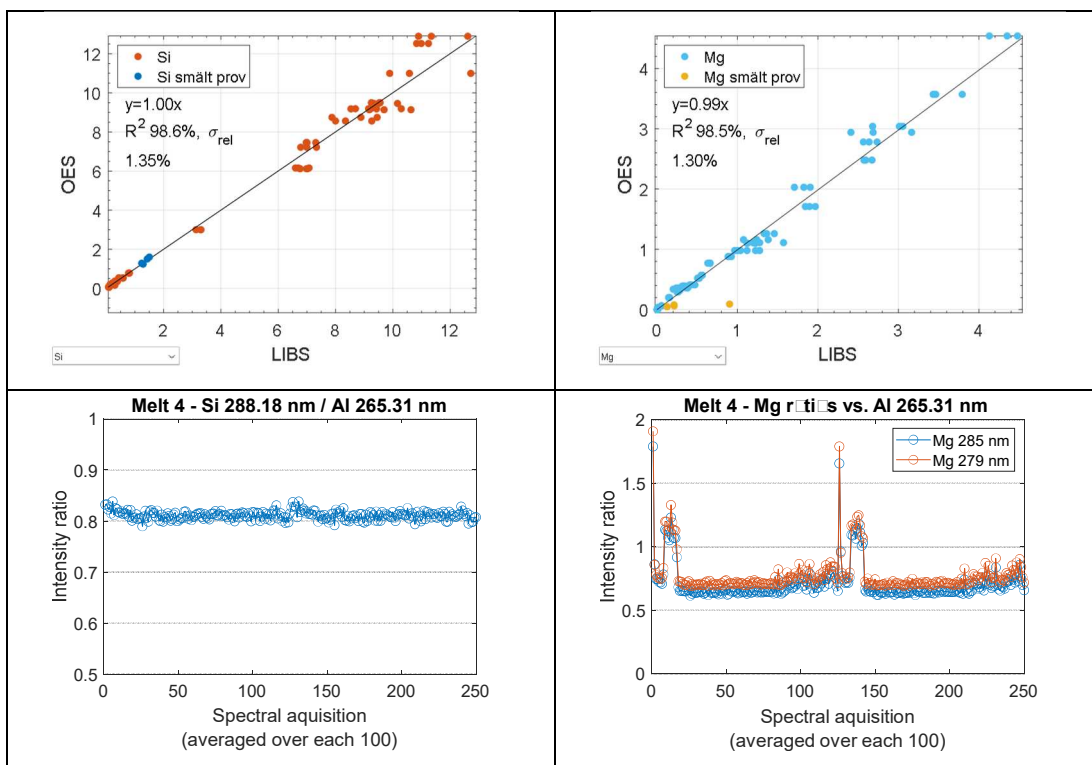 12
10
8
6
4
2
0
OES
Si
Si smält prov
y=1.00x
R² 98.6%, σrel
1.35%
2
4
6
8
10
12
LIBS
Si
4
3
2
1
0
OES
Mg
Mg smält prov
y=0.99x
R² 98.5%, σrel
1.30%
0
1
2
3
4
LIBS
Mg
Melt 4 - Si 288.18 nm / Al 265.31 nm
1
0.9
0.8
0.7
0.6
0.5
Intensity ratio
0
50
100
150
200
250
Spectral aquisition
(averaged over each 100)
Melt 4 - Mg r□ti□s vs. Al 265.31 nm
2
1.5
1
0.5
0
Intensity ratio
Mg 285 nm
Mg 279 nm
0
50
100
150
200
250
Spectral aquisition
(averaged over each 100)